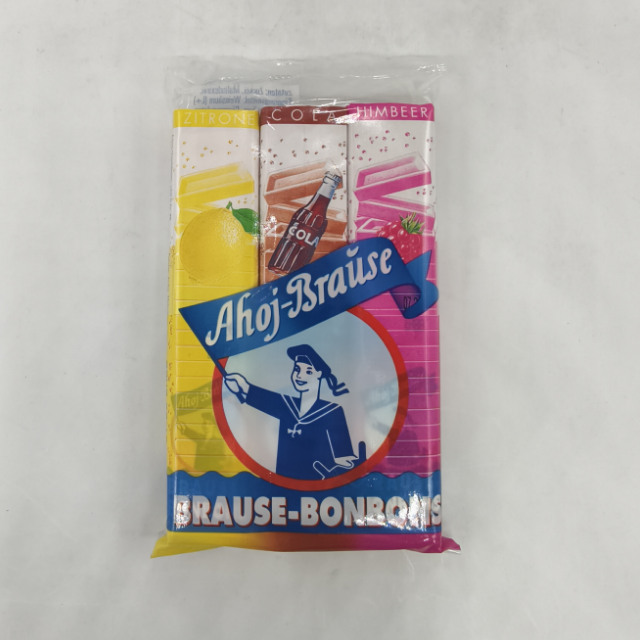 ZITRONE
COLA
HIMBEER
COLA
Ahoj-Brause
BRAUSE-BONBONS